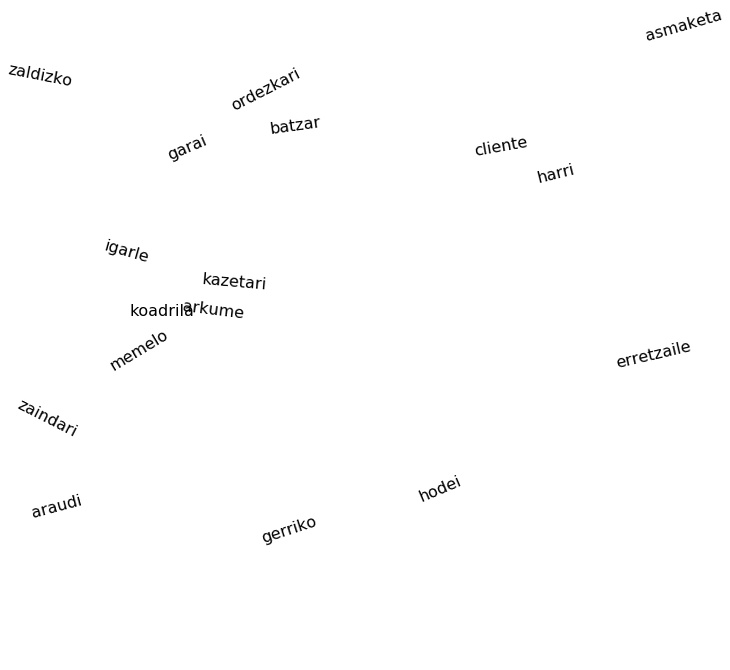 asmaketa
zaldizko
ordezkari
batzar
garai
cliente
harri
igarle
kazetari
koadrila
arkume
memelo
erretzaile
zaindari
hodei
araudi
gerriko